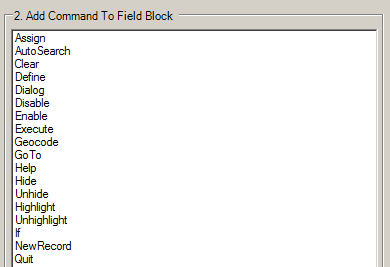 2. Add Command To Field Block
Assign
AutoSearch
Clear
Define
Dialog
Disable
Enable
Execute
Geocode
GoTo
Help
Hide
Unhide
Highlight
Unhighlight
If
NewRecord
Quit